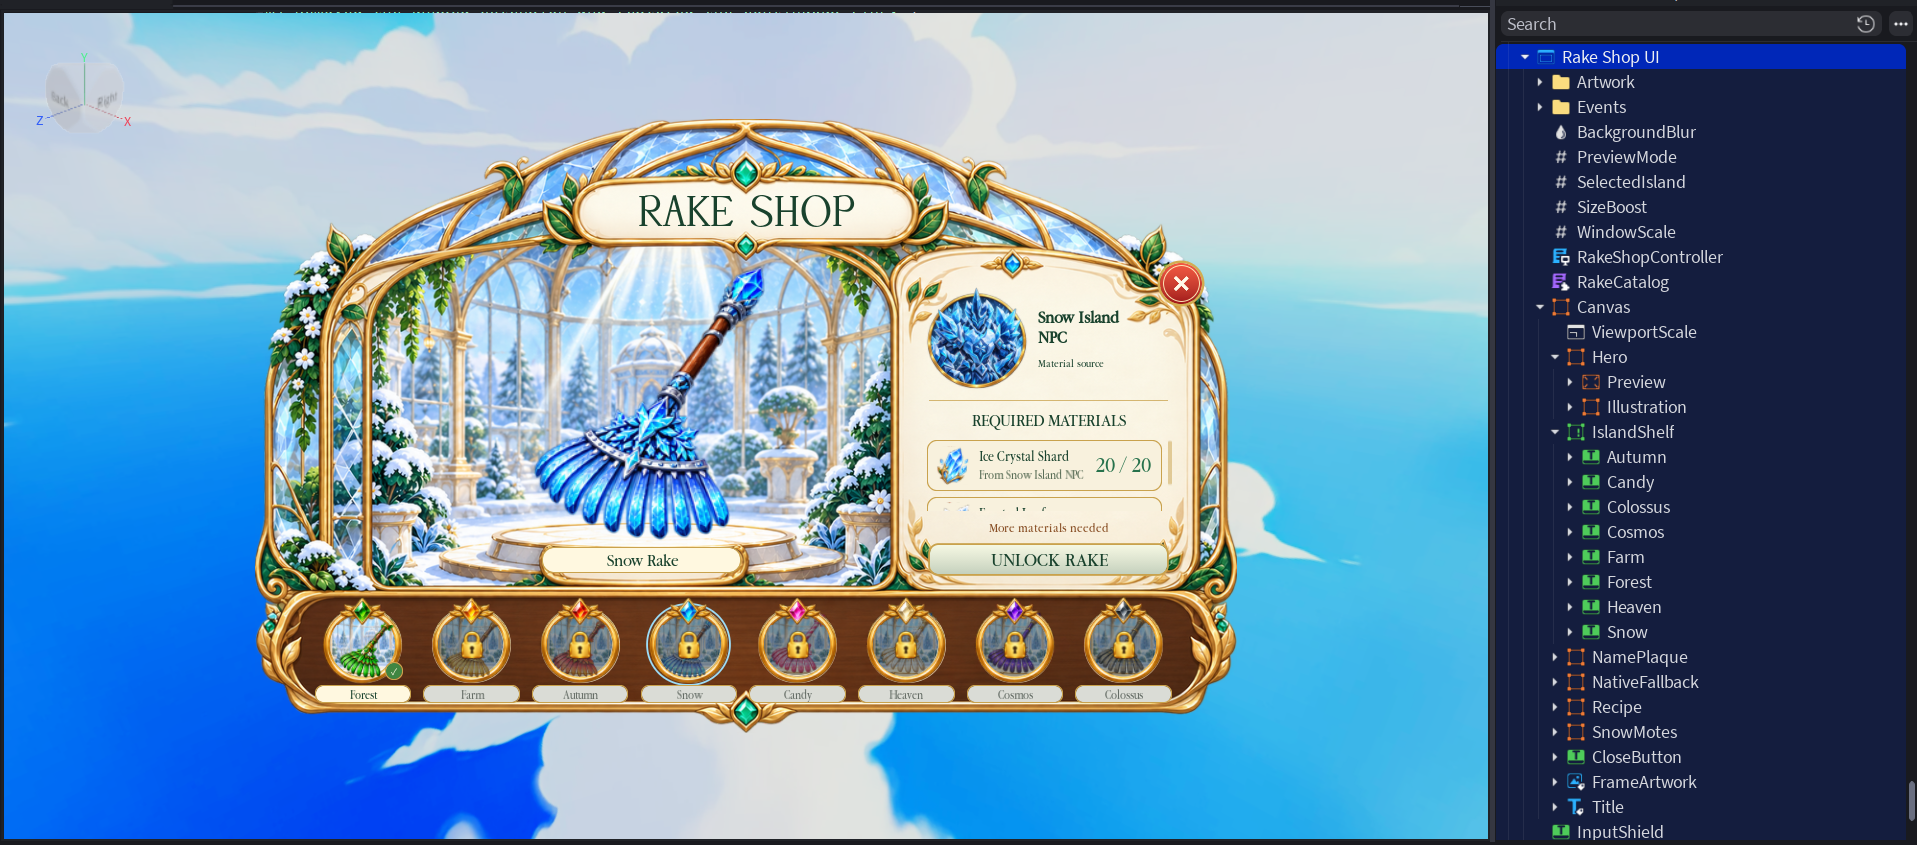 Y
Back
Right
Z
X
RAKE SHOP
Snow Island
NPC
Material source
REQUIRED MATERIALS
Ice Crystal Shard
From Snow Island NPC
20 / 20
More materials needed
UNLOCK RAKE
Snow Rake
Forest
Farm
Autumn
Snow
Candy
Heaven
Cosmos
Colossus
Search
Rake Shop UI
Artwork
Events
BackgroundBlur
PreviewMode
SelectedIsland
SizeBoost
WindowScale
RakeShopController
RakeCatalog
Canvas
ViewportScale
Hero
Preview
Illustration
IslandShelf
Autumn
Candy
Colossus
Cosmos
Farm
Forest
Heaven
Snow
NamePlaque
NativeFallback
Recipe
SnowMotes
CloseButton
FrameArtwork
Title
InputShield